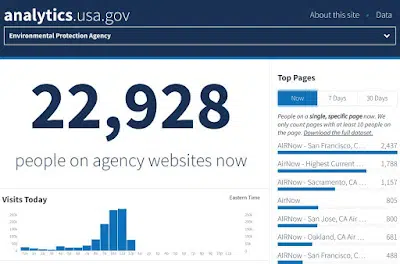 analytics.usa.gov
About this site · Data
Environmental Protection Agency
22,928
people on agency websites now
Top Pages
Now
7 Days
30 Days
People on a single, specific page now. We
only count pages with at least 10 people on
the page. Download the full dataset.
AIRNow - San Francisco, C... 2,437
AirNow - Highest Current ... 1,788
AIRNow - Sacramento, CA ... 1,157
AirNow 805
AIRNow - San Jose, CA Air ... 800
AIRNow - Oakland, CA Air ... 681
AIRNow - San Francisco, C... 488
Visits Today
Eastern Time